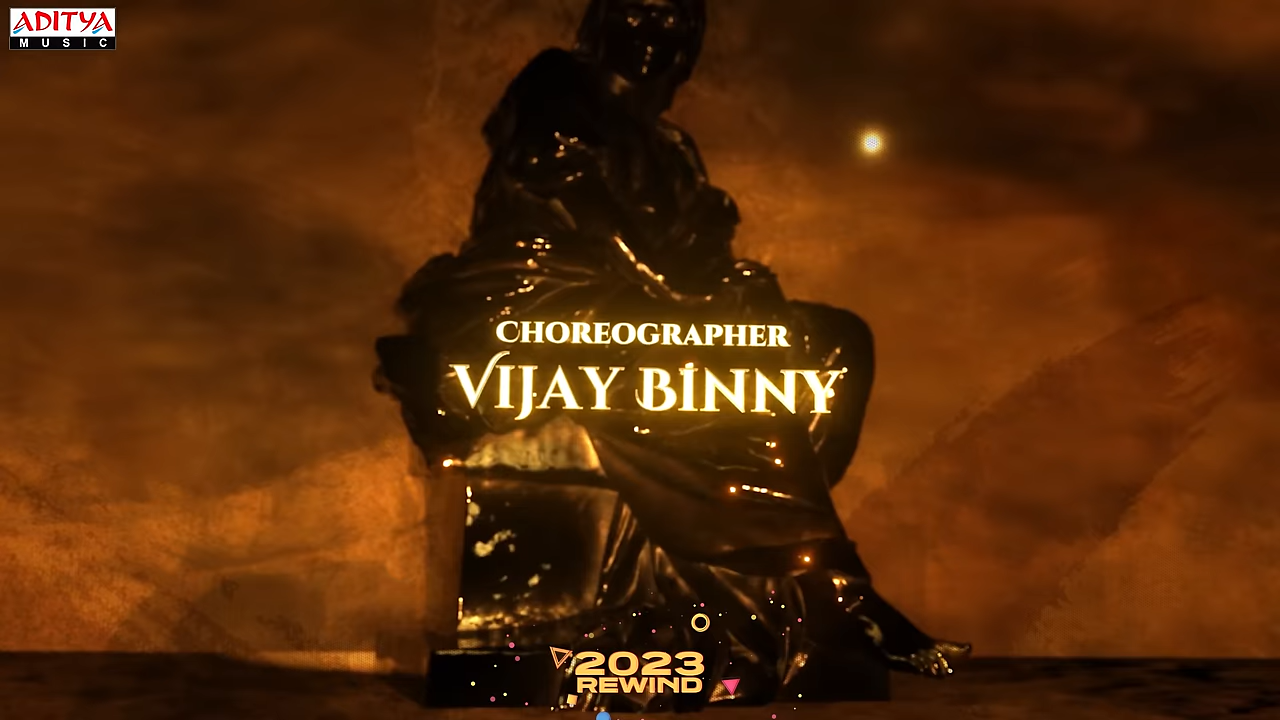 ADITYA
MUSIC
CHOREOGRAPHER
VIJAY BINNY
2023
REWIND